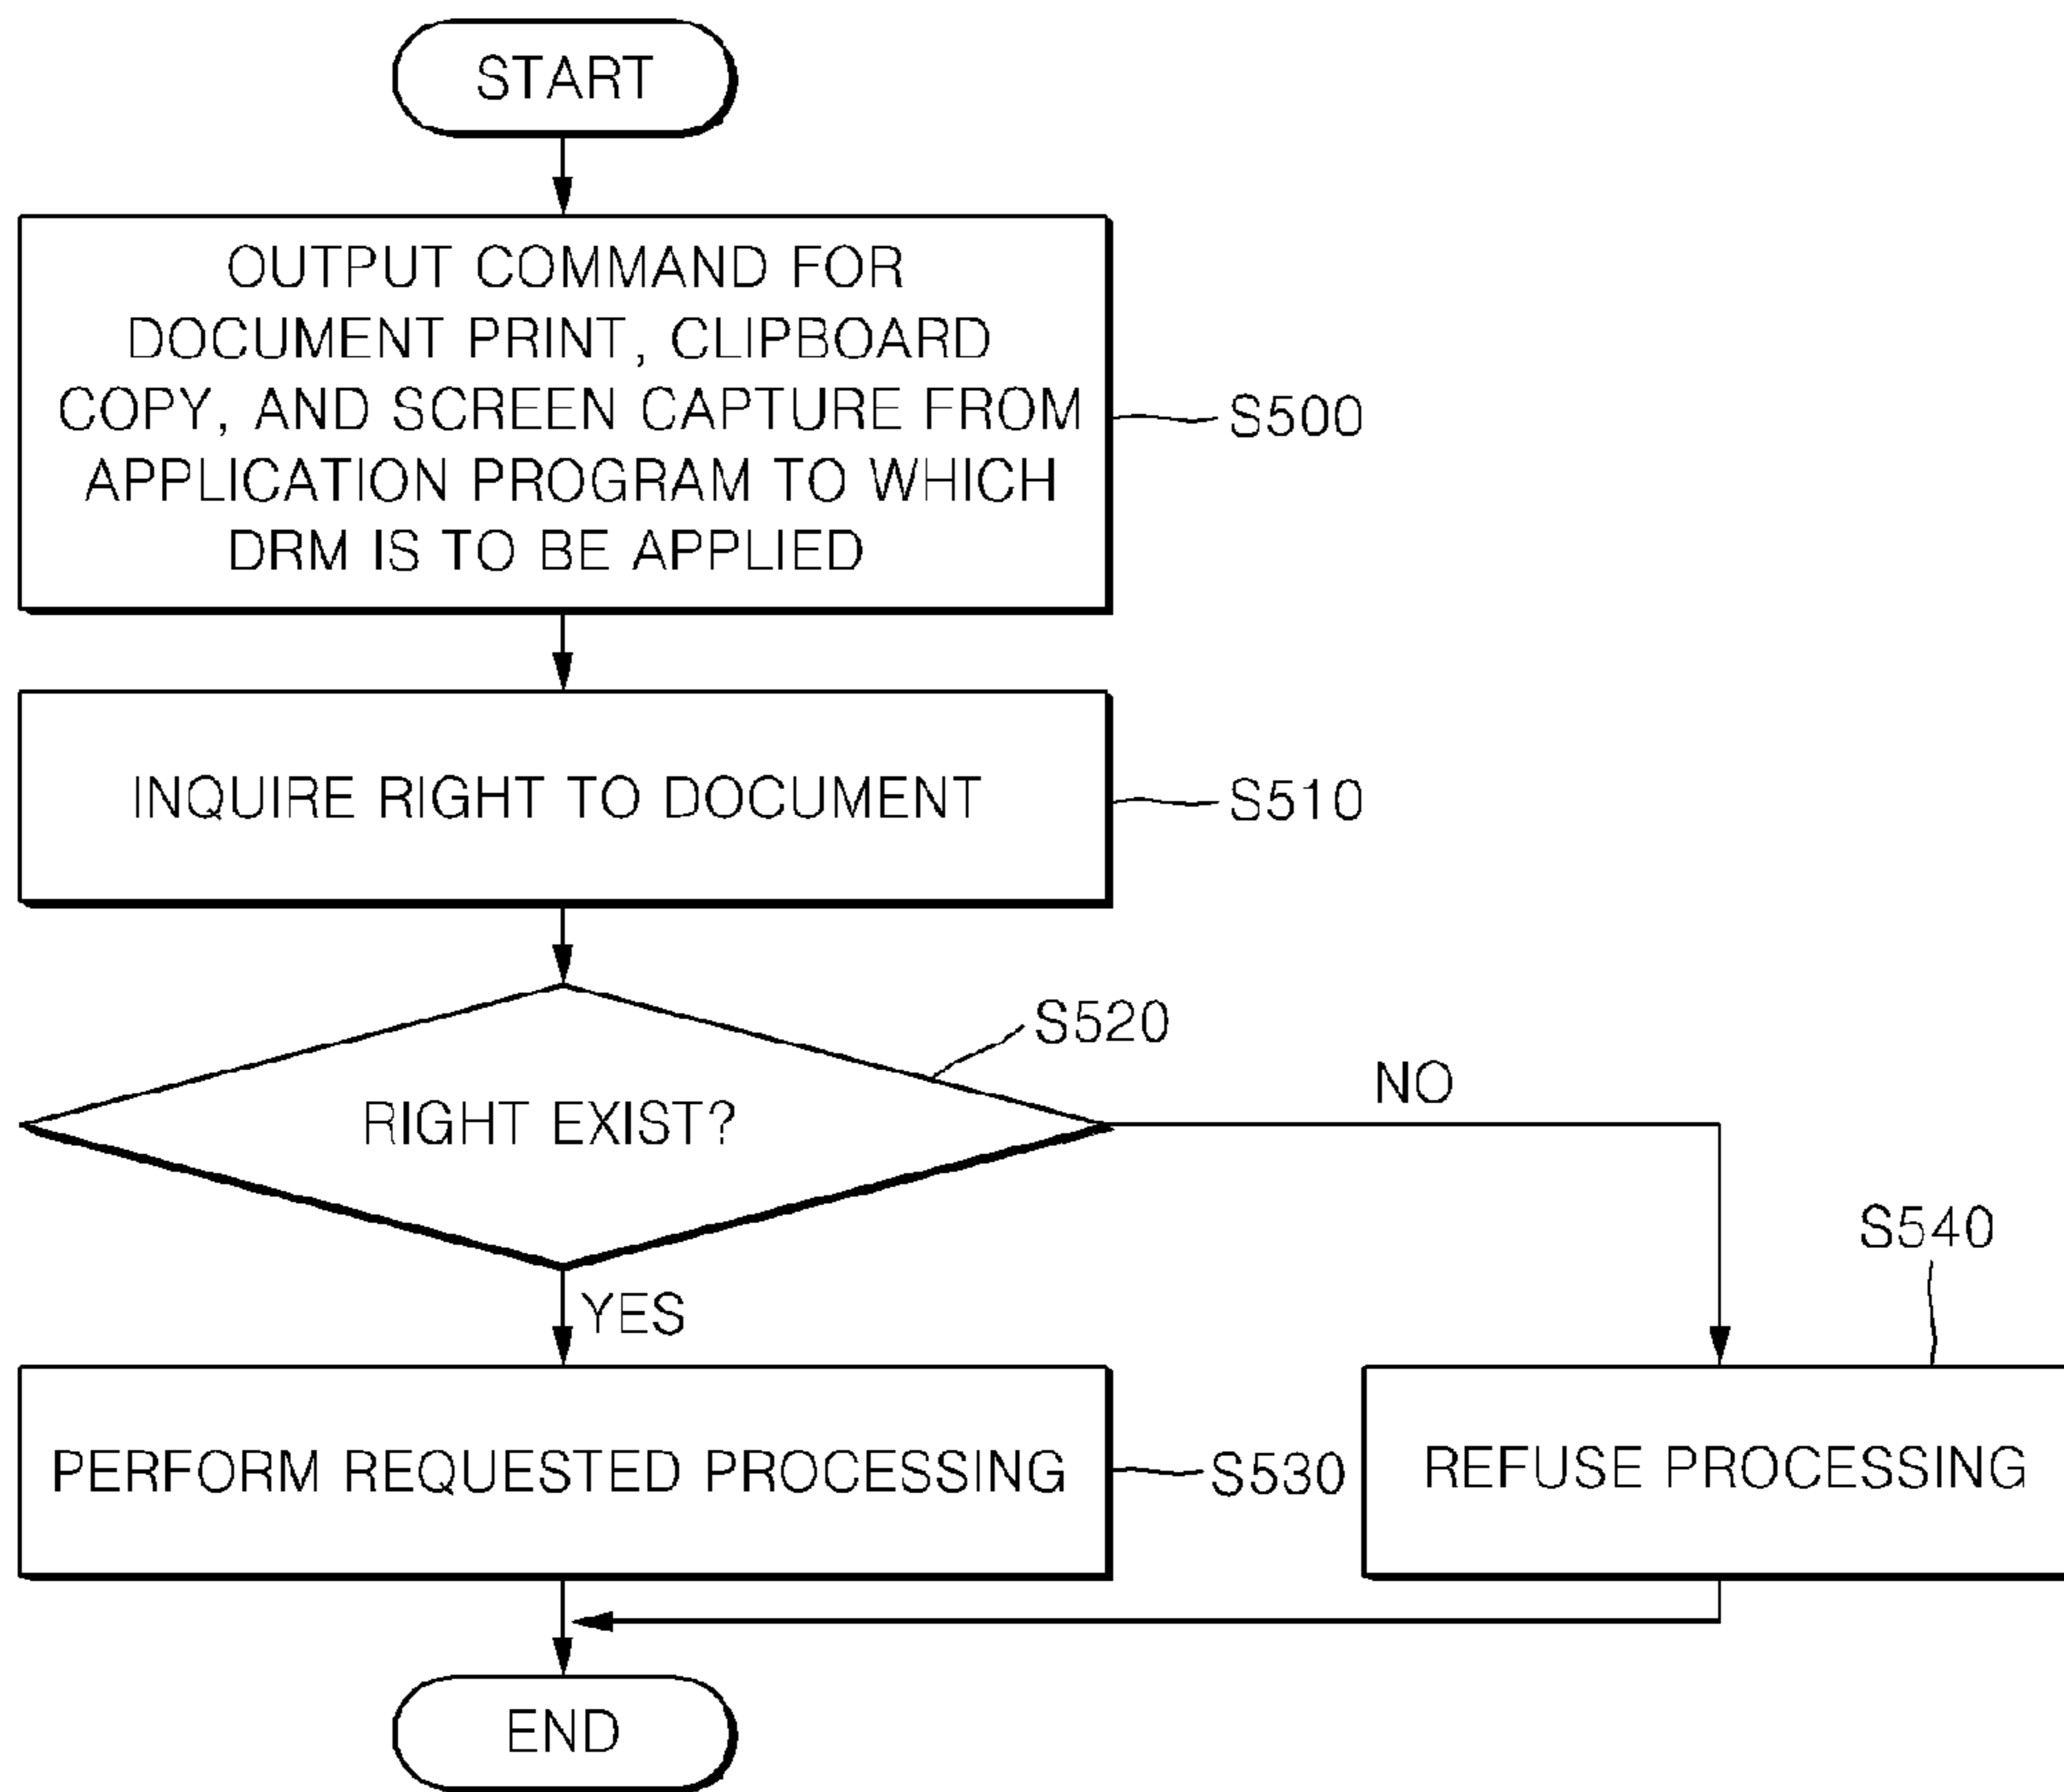 START
OUTPUT COMMAND FOR
DOCUMENT PRINT, CLIPBOARD
COPY, AND SCREEN CAPTURE FROM
APPLICATION PROGRAM TO WHICH
DRM IS TO BE APPLIED
S500
INQUIRE RIGHT TO DOCUMENT
S510
S520
RIGHT EXIST?
NO
YES
S540
PERFORM REQUESTED PROCESSING
S530
REFUSE PROCESSING
END